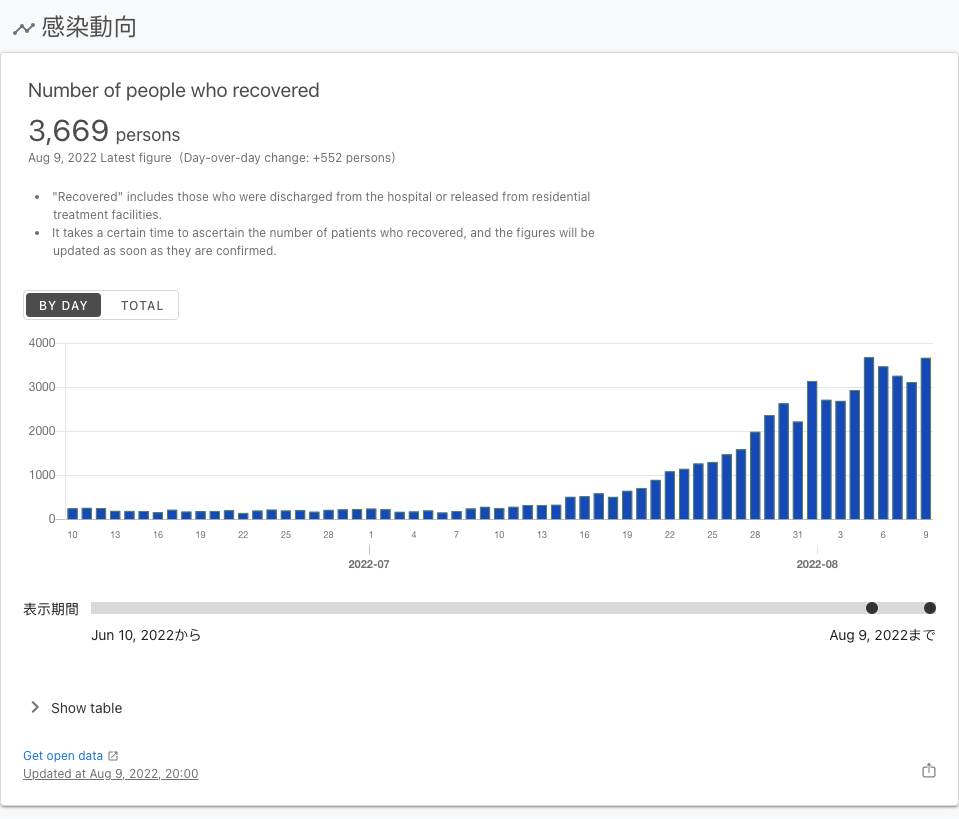 感染動向
Number of people who recovered
3,669 persons
Aug 9, 2022 Latest figure (Day-over-day change: +552 persons)
• "Recovered" includes those who were discharged from the hospital or released from residential
treatment facilities.
• It takes a certain time to ascertain the number of patients who recovered, and the figures will be
updated as soon as they are confirmed.
BY DAY TOTAL
4000
3000
2000
1000
0
10 13 16 19 22 25 28 1 4 7 10 13 16 19 22 25 28 31 3 6 9
2022-07 2022-08
表示期間
Jun 10, 2022から Aug 9, 2022まで
Show table
Get open data
Updated at Aug 9, 2022, 20:00